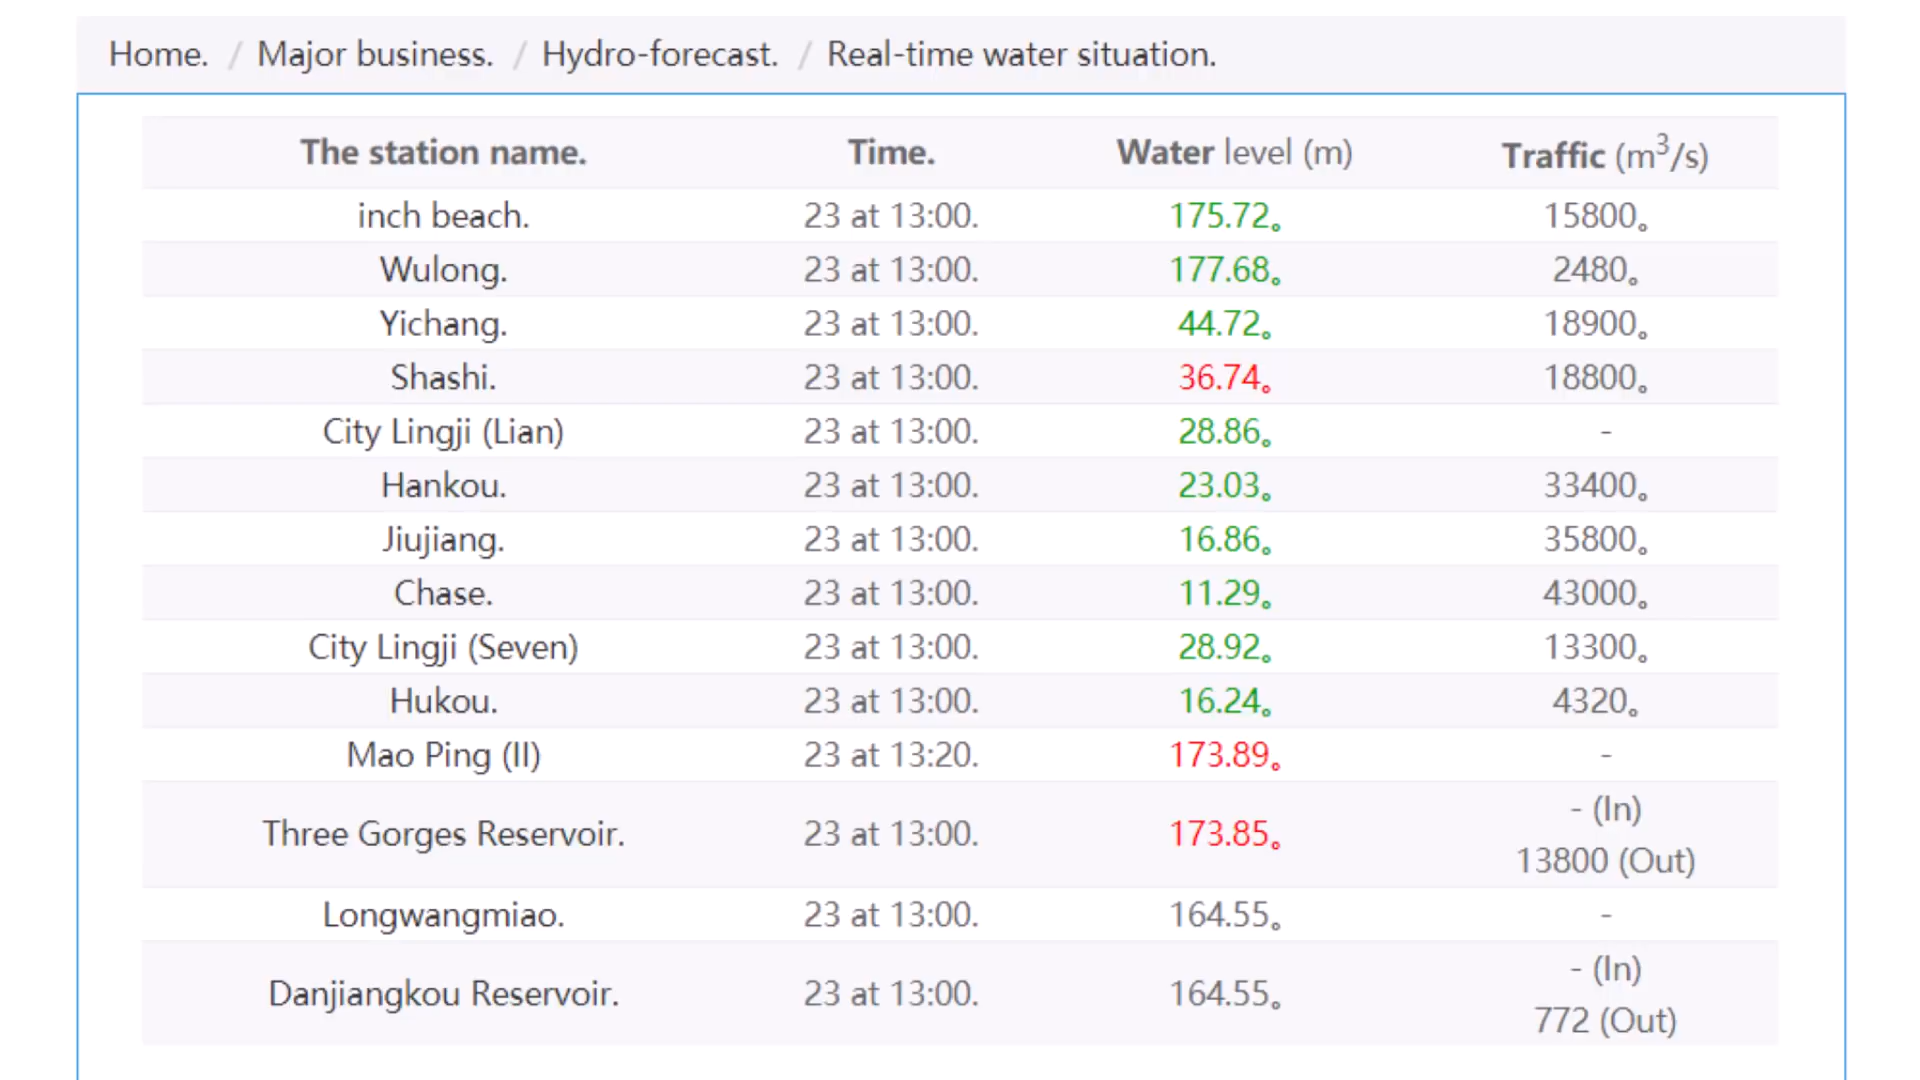 Home. / Major business. / Hydro-forecast. / Real-time water situation.
The station name. Time. Water level (m) Traffic (m³/s)
inch beach. 23 at 13:00. 175.72。 15800。
Wulong. 23 at 13:00. 177.68。 2480。
Yichang. 23 at 13:00. 44.72。 18900。
Shashi. 23 at 13:00. 36.74。 18800。
City Lingji (Lian) 23 at 13:00. 28.86。 -
Hankou. 23 at 13:00. 23.03。 33400。
Jiujiang. 23 at 13:00. 16.86。 35800。
Chase. 23 at 13:00. 11.29。 43000。
City Lingji (Seven) 23 at 13:00. 28.92。 13300。
Hukou. 23 at 13:00. 16.24。 4320。
Mao Ping (II) 23 at 13:20. 173.89。 -
Three Gorges Reservoir. 23 at 13:00. 173.85。 - (In)
13800 (Out)
Longwangmiao. 23 at 13:00. 164.55。 -
Danjiangkou Reservoir. 23 at 13:00. 164.55。 - (In)
772 (Out)